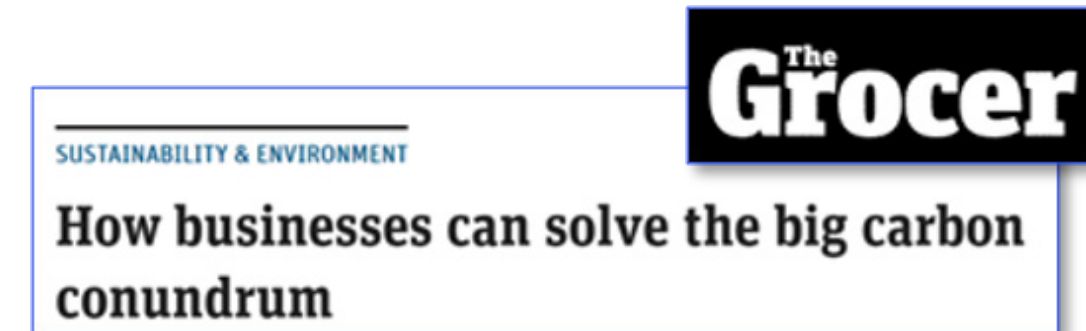 The
Grocer
SUSTAINABILITY & ENVIRONMENT
How businesses can solve the big carbon
conundrum